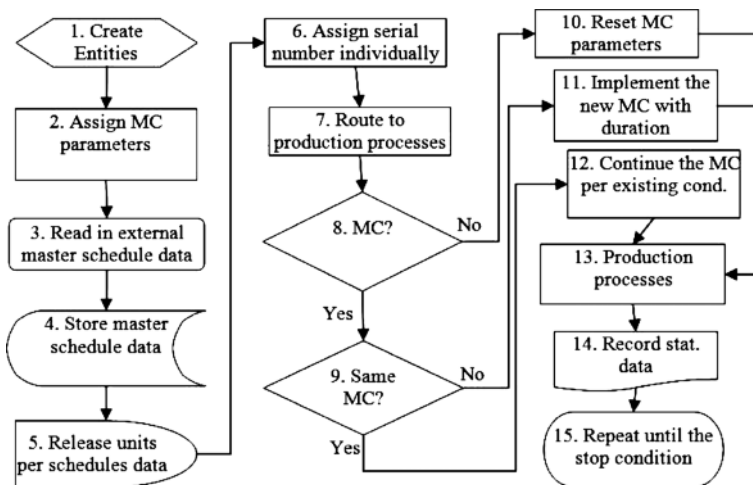 1. Create
Entities
2. Assign MC
parameters
3. Read in external
master schedule data
4. Store master
schedule data
5. Release units
per schedules data
6. Assign serial
number individually
7. Route to
production processes
8. MC?
No
Yes
9. Same
MC?
No
Yes
10. Reset MC
parameters
11. Implement the
new MC with
duration
12. Continue the MC
per existing cond.
13. Production
processes
14. Record stat.
data
15. Repeat until the
stop condition